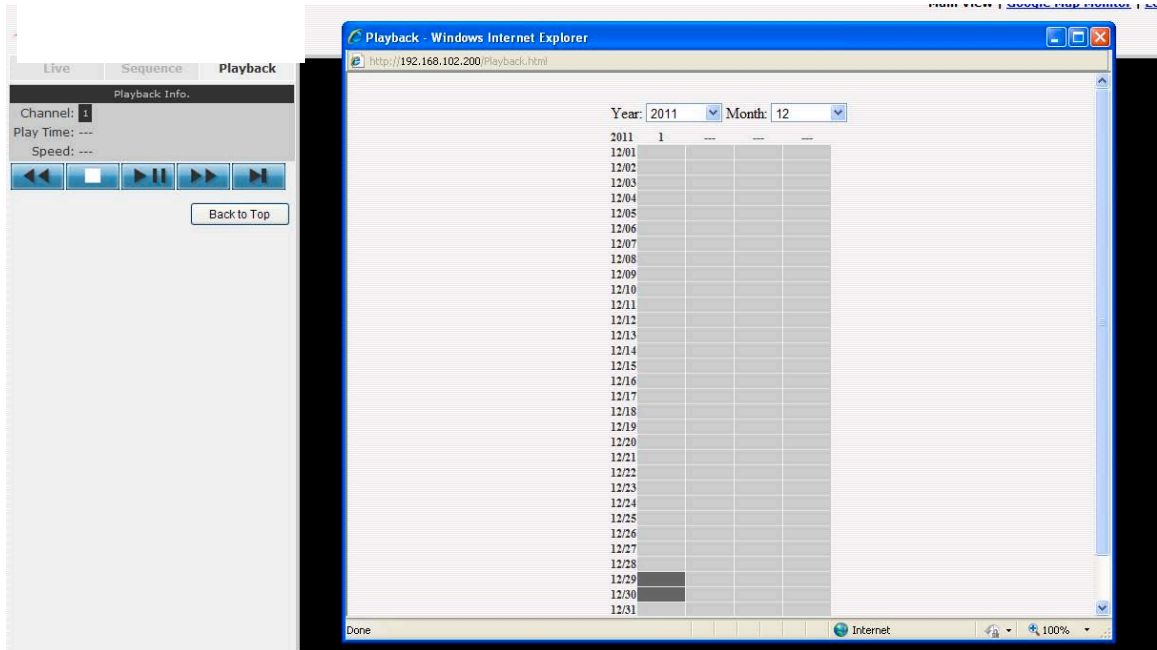 Main View | Google Map Monitor |
Live Sequence Playback
Playback Info.
Channel: 1
Play Time: ---
Speed: ---
Back to Top
Playback - Windows Internet Explorer
http://192.168.102.200/Playback.html
Year: 2011 Month: 12
2011 1 --- --- ---
12/01
12/02
12/03
12/04
12/05
12/06
12/07
12/08
12/09
12/10
12/11
12/12
12/13
12/14
12/15
12/16
12/17
12/18
12/19
12/20
12/21
12/22
12/23
12/24
12/25
12/26
12/27
12/28
12/29
12/30
12/31
Done Internet 100%